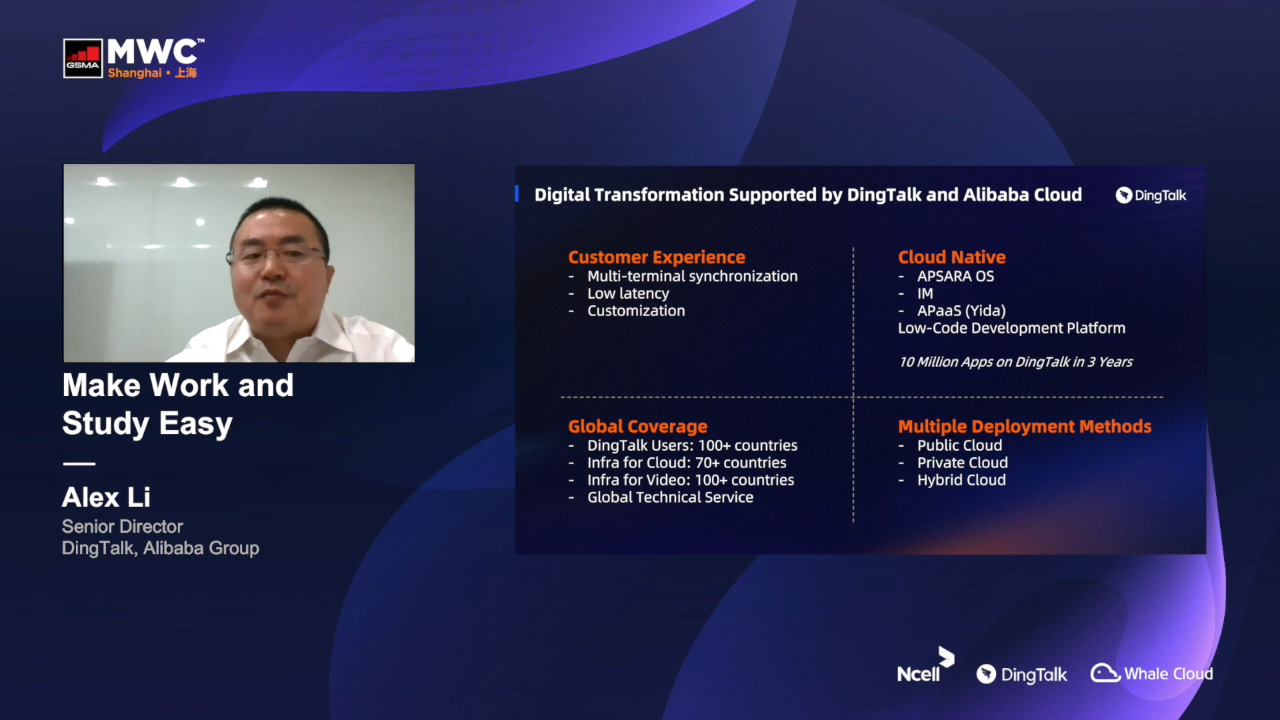 GSMA
MWC™
Shanghai • 上海
Make Work and
Study Easy
Alex Li
Senior Director
DingTalk, Alibaba Group
Digital Transformation Supported by DingTalk and Alibaba Cloud
DingTalk
Customer Experience
- Multi-terminal synchronization
- Low latency
- Customization
Cloud Native
- APSARA OS
- IM
- APaaS (Yida)
Low-Code Development Platform
10 Million Apps on DingTalk in 3 Years
Global Coverage
- DingTalk Users: 100+ countries
- Infra for Cloud: 70+ countries
- Infra for Video: 100+ countries
- Global Technical Service
Multiple Deployment Methods
- Public Cloud
- Private Cloud
- Hybrid Cloud
Ncell
DingTalk
Whale Cloud